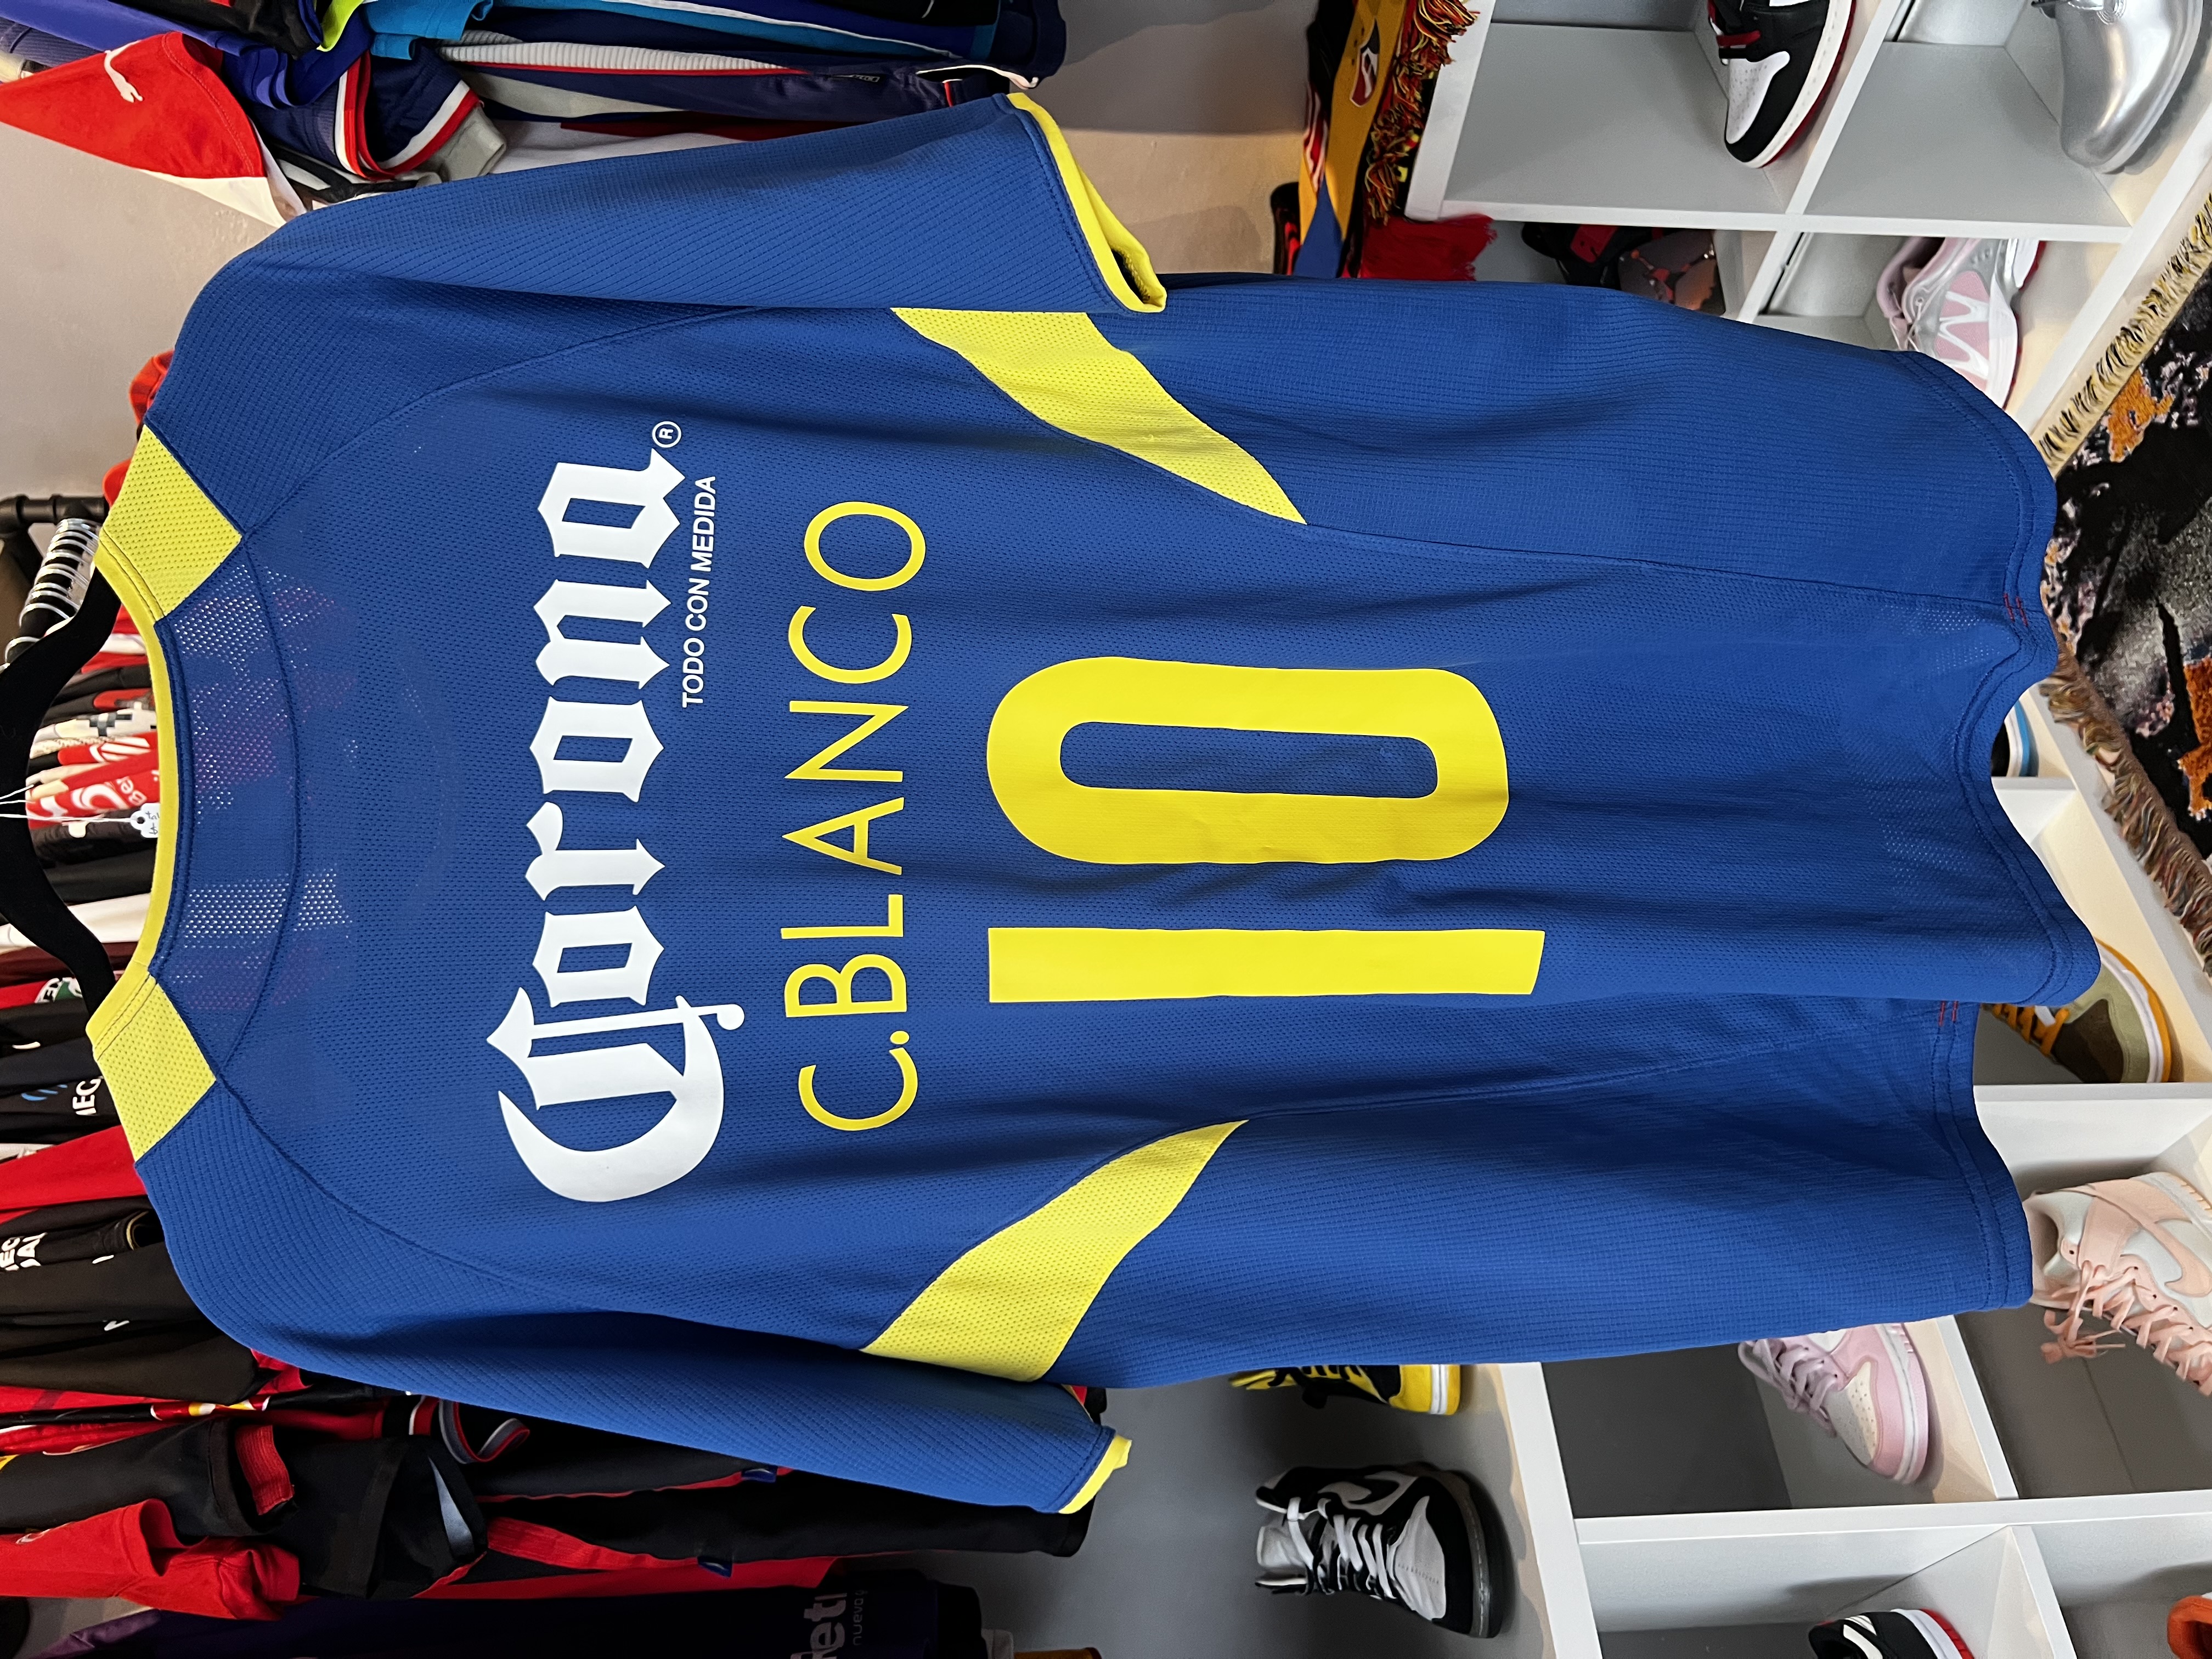 Corona®
TODO CON MEDIDA
C.BLANCO
10